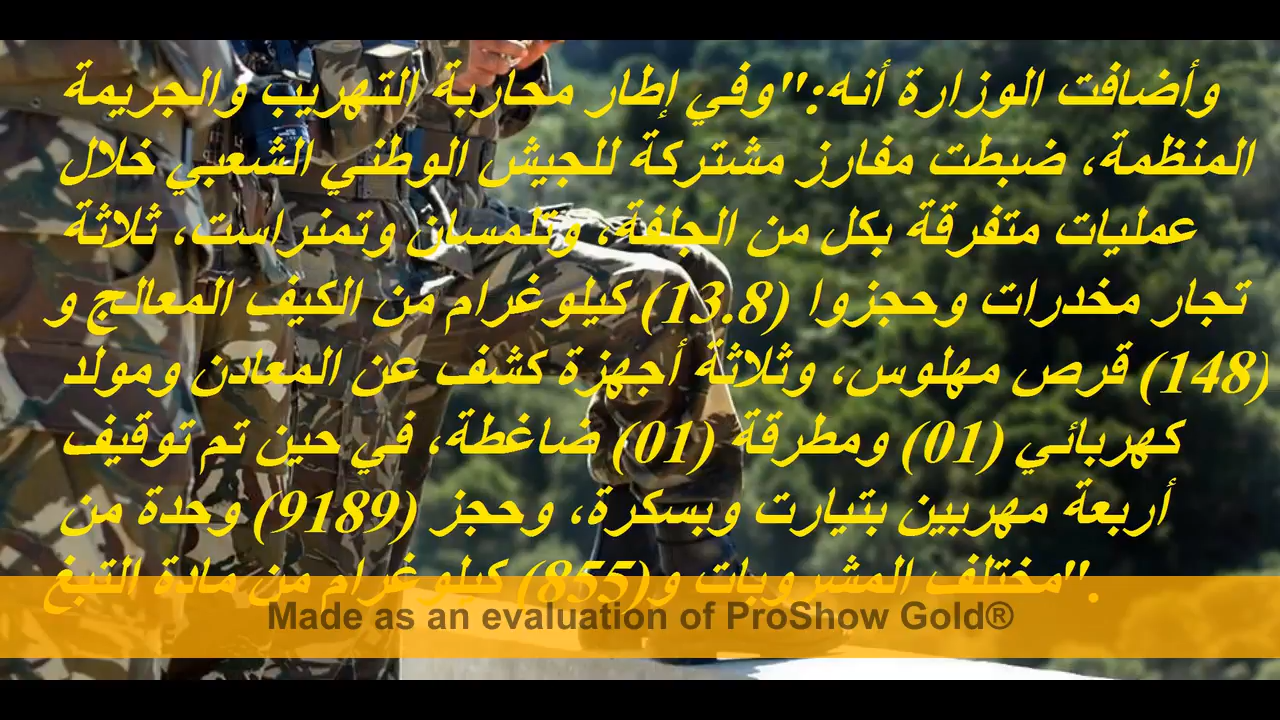 وأضافت الوزارة أنه:"وفي إطار محاربة التهريب والجريمة
المنظمة، ضبطت مفارز مشتركة للجيش الوطني الشعبي خلال
عمليات متفرقة بكل من الجلفة، وتلمسان وتمنراست، ثلاثة
تجار مخدرات وحجزوا (13.8) كيلوغرام من الكيف المعالج و
(148) قرص مهلوس، وثلاثة أجهزة كشف عن المعادن ومولد
كهربائي (01) ومطرقة (01) ضاغطة، في حين تم توقيف
أربعة مهربين بتيارت وبسكرة، وحجز (9189) وحدة من
مختلف المشروبات و(855) كيلوغرام من مادة التبغ".
Made as an evaluation of ProShow Gold®